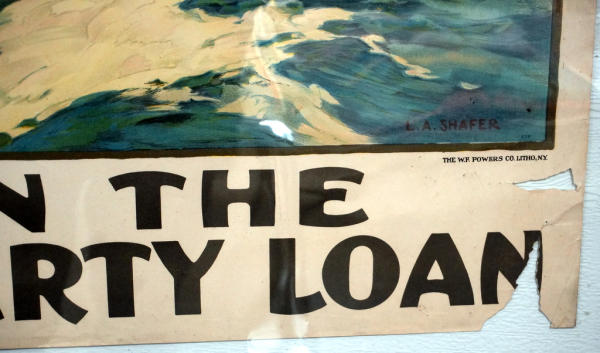 L.A. SHAFER
THE W.F. POWERS CO. LITHO, N.Y.
N THE
RTY LOAN